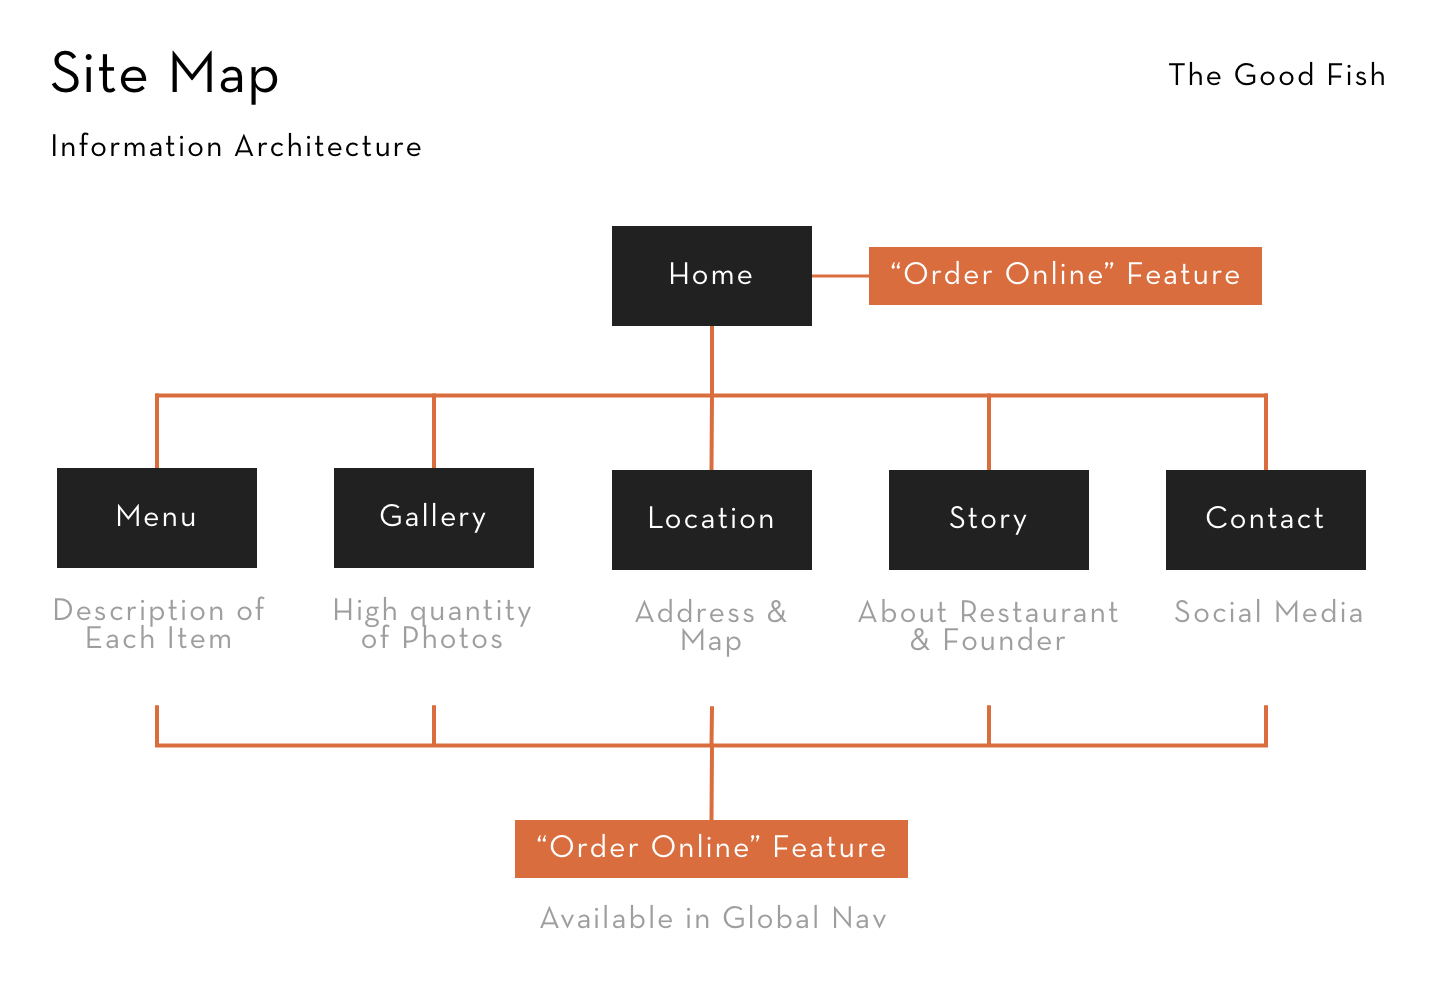 Site Map
The Good Fish
Information Architecture
Home
“Order Online” Feature
Menu
Gallery
Location
Story
Contact
Description of
Each Item
High quantity
of Photos
Address &
Map
About Restaurant
& Founder
Social Media
“Order Online” Feature
Available in Global Nav